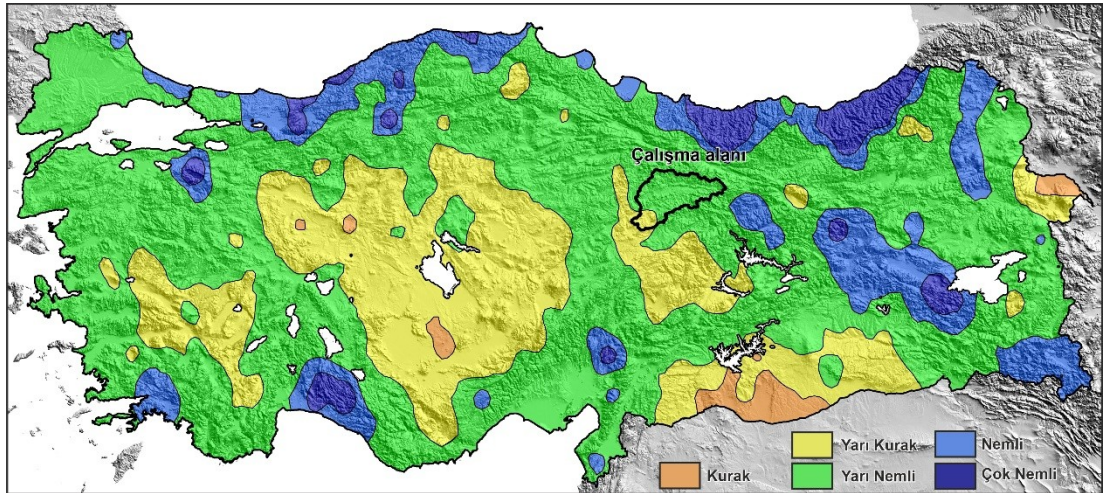 Çalışma alanı
Yarı Kurak
Nemli
Kurak
Yarı Nemli
Çok Nemli